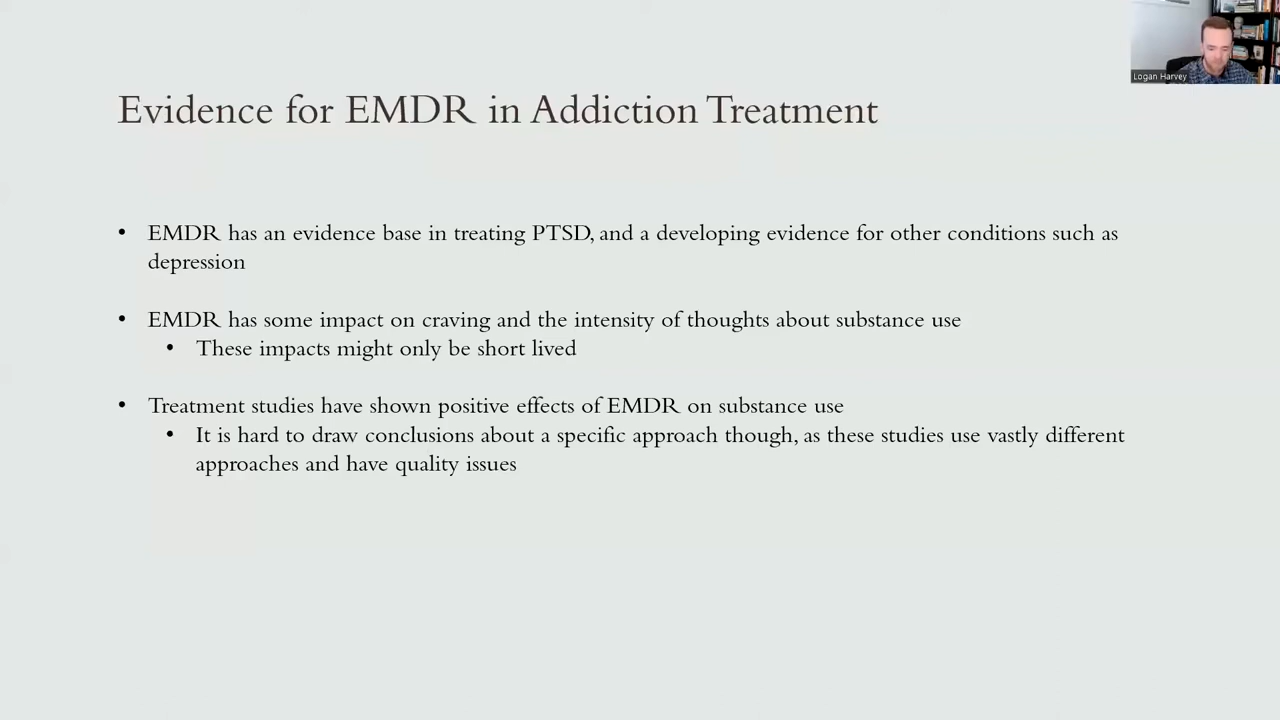 Logan Harvey
Evidence for EMDR in Addiction Treatment
• EMDR has an evidence base in treating PTSD, and a developing evidence for other conditions such as
depression
• EMDR has some impact on craving and the intensity of thoughts about substance use
• These impacts might only be short lived
• Treatment studies have shown positive effects of EMDR on substance use
• It is hard to draw conclusions about a specific approach though, as these studies use vastly different
approaches and have quality issues